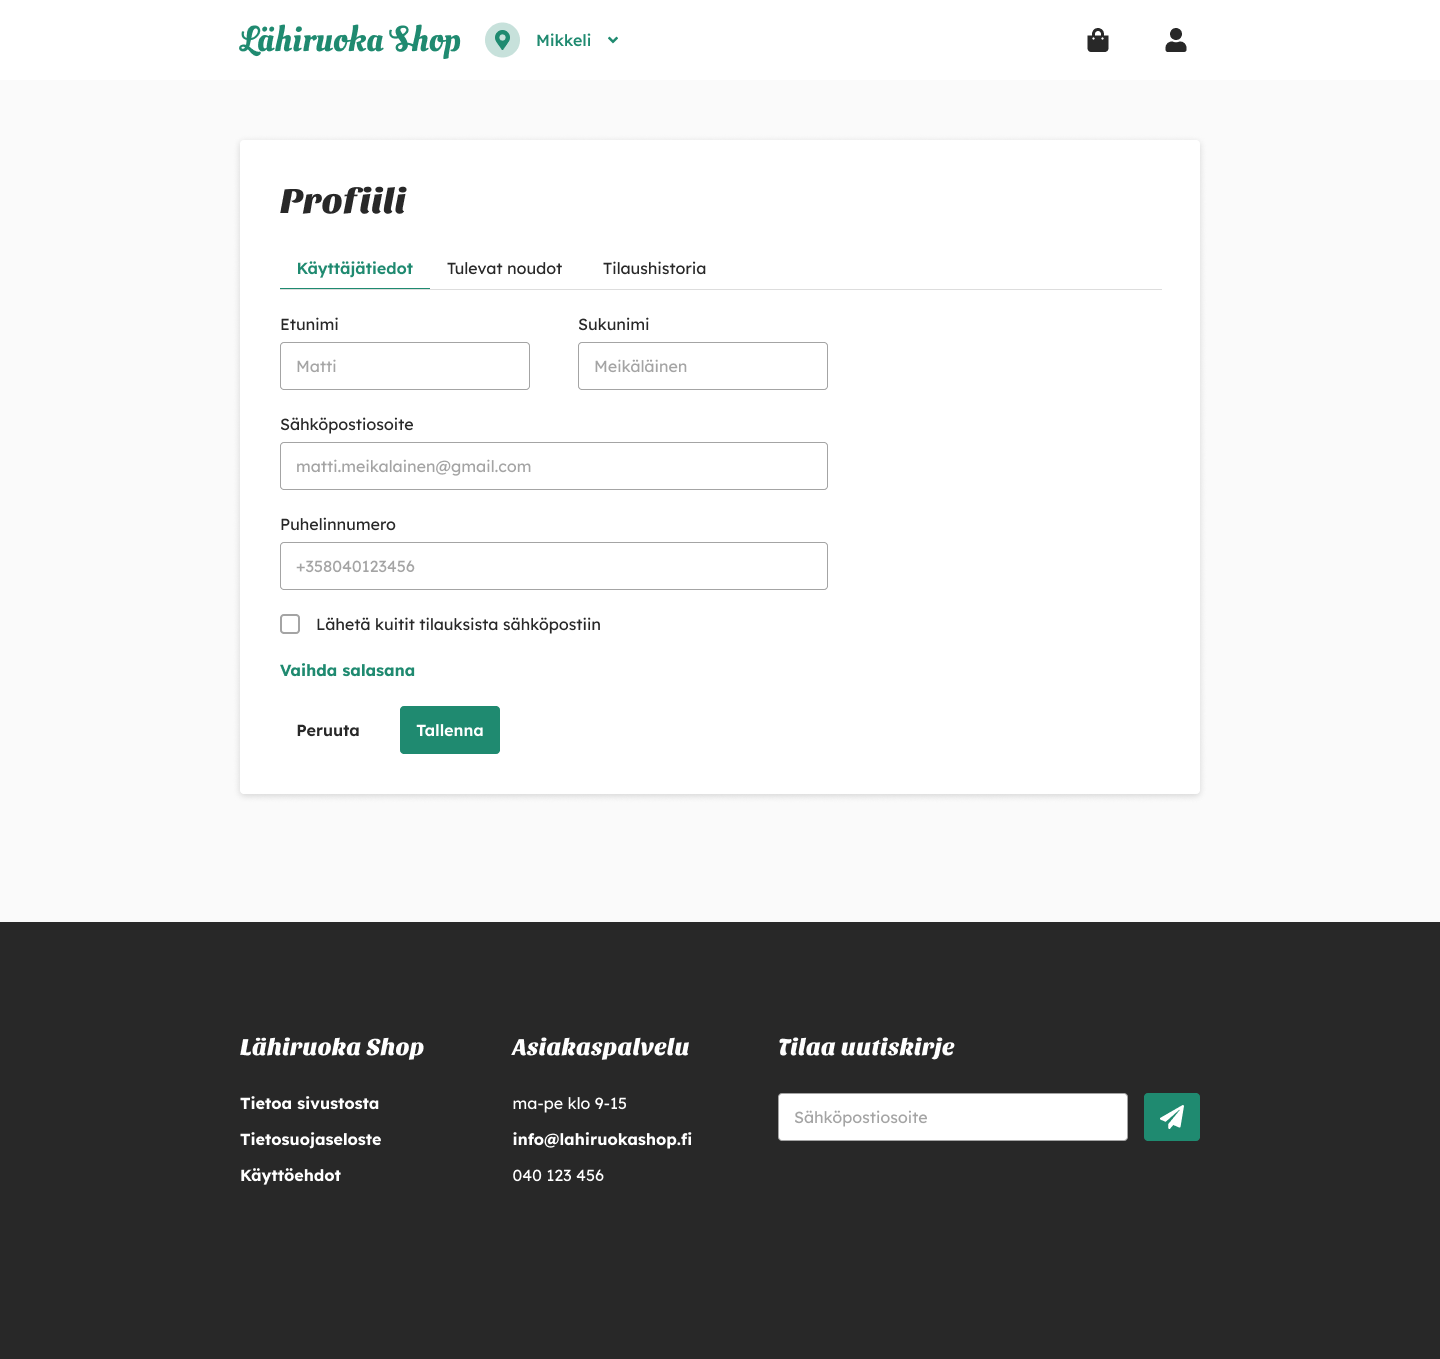 Lähiruoka Shop
Mikkeli
Profiili
Käyttäjätiedot
Tulevat noudot
Tilaushistoria
Etunimi
Sukunimi
Matti
Meikäläinen
Sähköpostiosoite
matti.meikalainen@gmail.com
Puhelinnumero
+358040123456
Lähetä kuitit tilauksista sähköpostiin
Vaihda salasana
Peruuta
Tallenna
Lähiruoka Shop
Tietoa sivustosta
Tietosuojaseloste
Käyttöehdot
Asiakaspalvelu
ma-pe klo 9-15
info@lahiruokashop.fi
040 123 456
Tilaa uutiskirje
Sähköpostiosoite